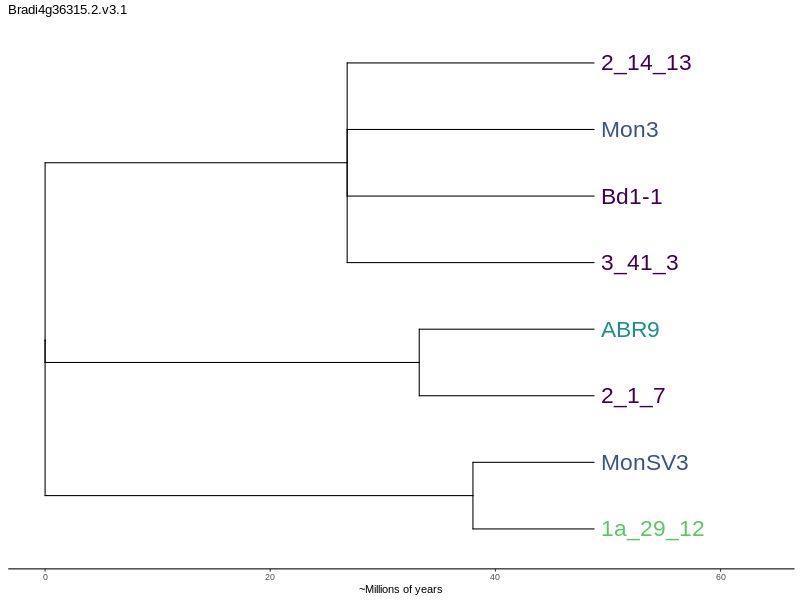 Bradi4g36315.2.v3.1
2_14_13
Mon3
Bd1-1
3_41_3
ABR9
2_1_7
MonSV3
1a_29_12
0 20 40 60
~Millions of years